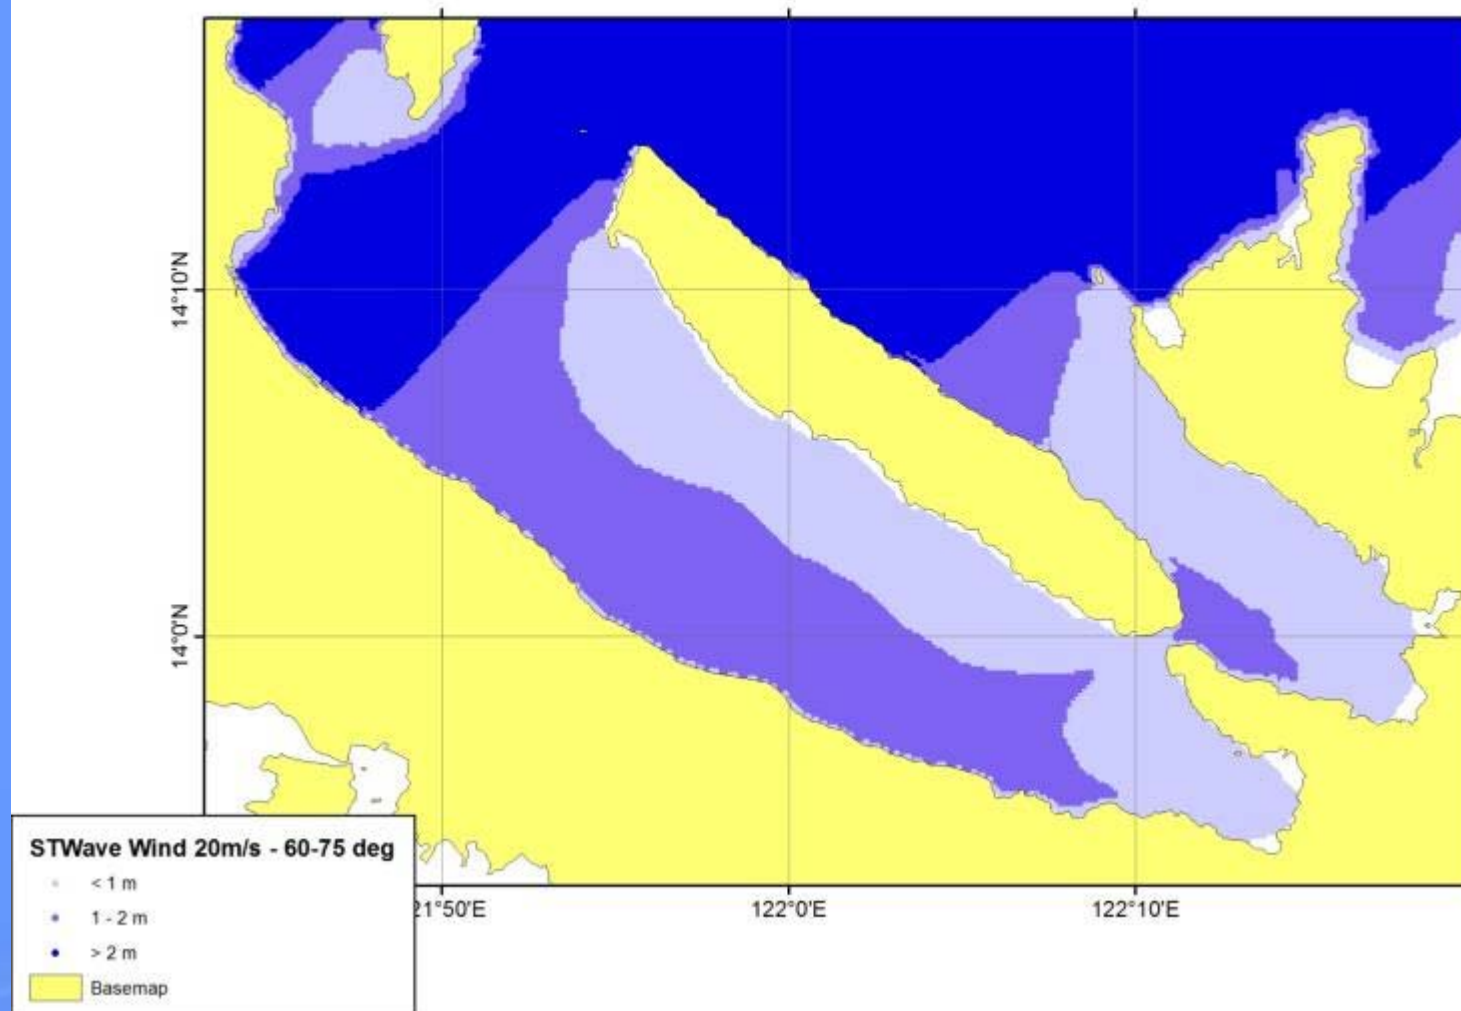 14°10'N
14°0'N
21°50'E
122°0'E
122°10'E
STWave Wind 20m/s - 60-75 deg
< 1 m
1 - 2 m
> 2 m
Basemap